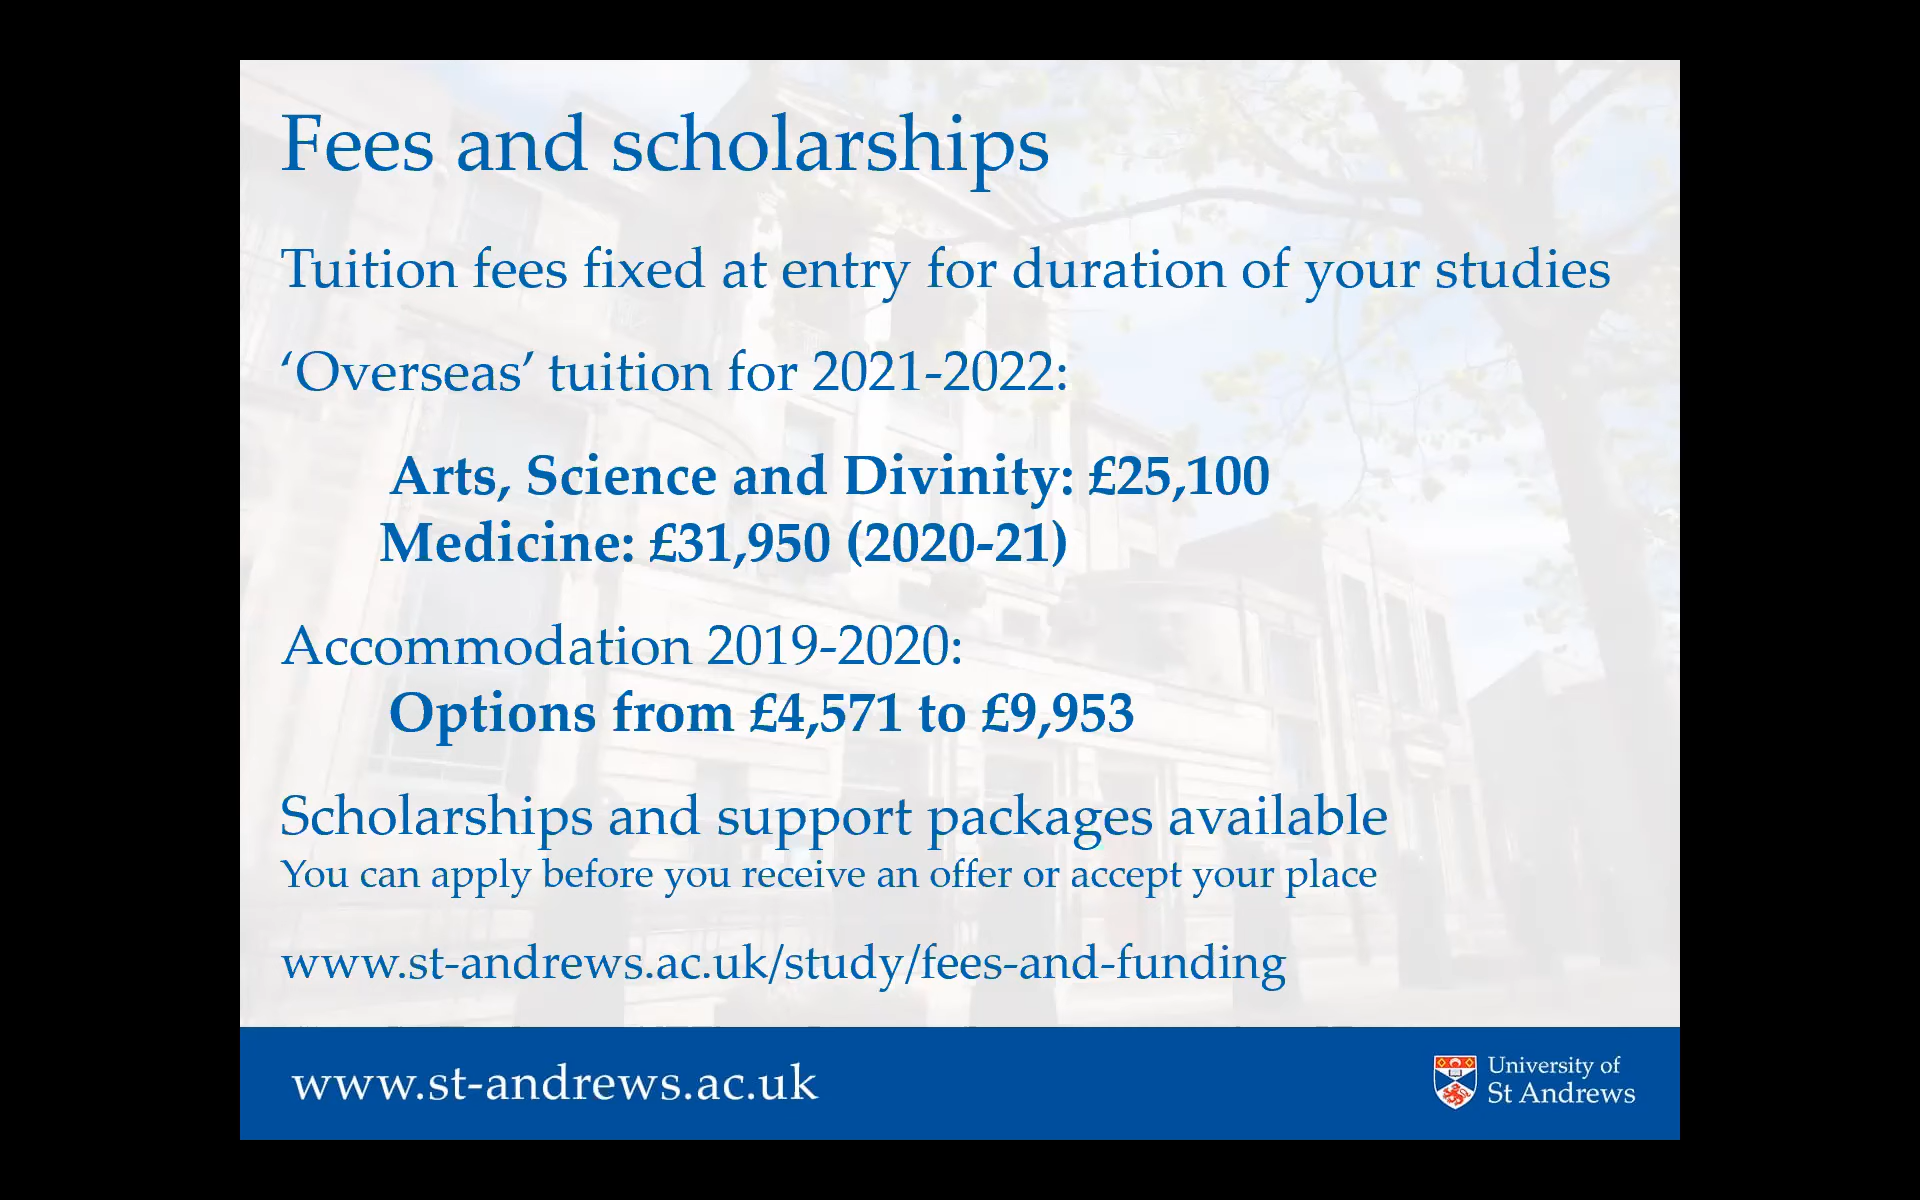 Fees and scholarships
Tuition fees fixed at entry for duration of your studies
‘Overseas’ tuition for 2021-2022:
Arts, Science and Divinity: £25,100
Medicine: £31,950 (2020-21)
Accommodation 2019-2020:
Options from £4,571 to £9,953
Scholarships and support packages available
You can apply before you receive an offer or accept your place
www.st-andrews.ac.uk/study/fees-and-funding
www.st-andrews.ac.uk
University of
St Andrews